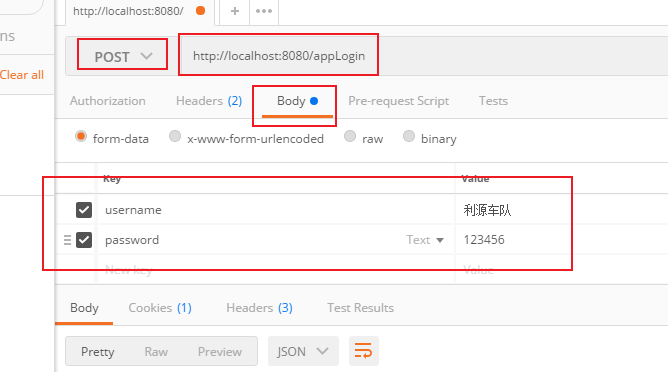 http://localhost:8080/ + •••
ns
POST http://localhost:8080/appLogin
Clear all
Authorization Headers (2) Body Pre-request Script Tests
form-data x-www-form-urlencoded raw binary
Key Value
username 利源车队
password Text 123456
New key Value
Body Cookies (1) Headers (3) Test Results
Pretty Raw Preview JSON